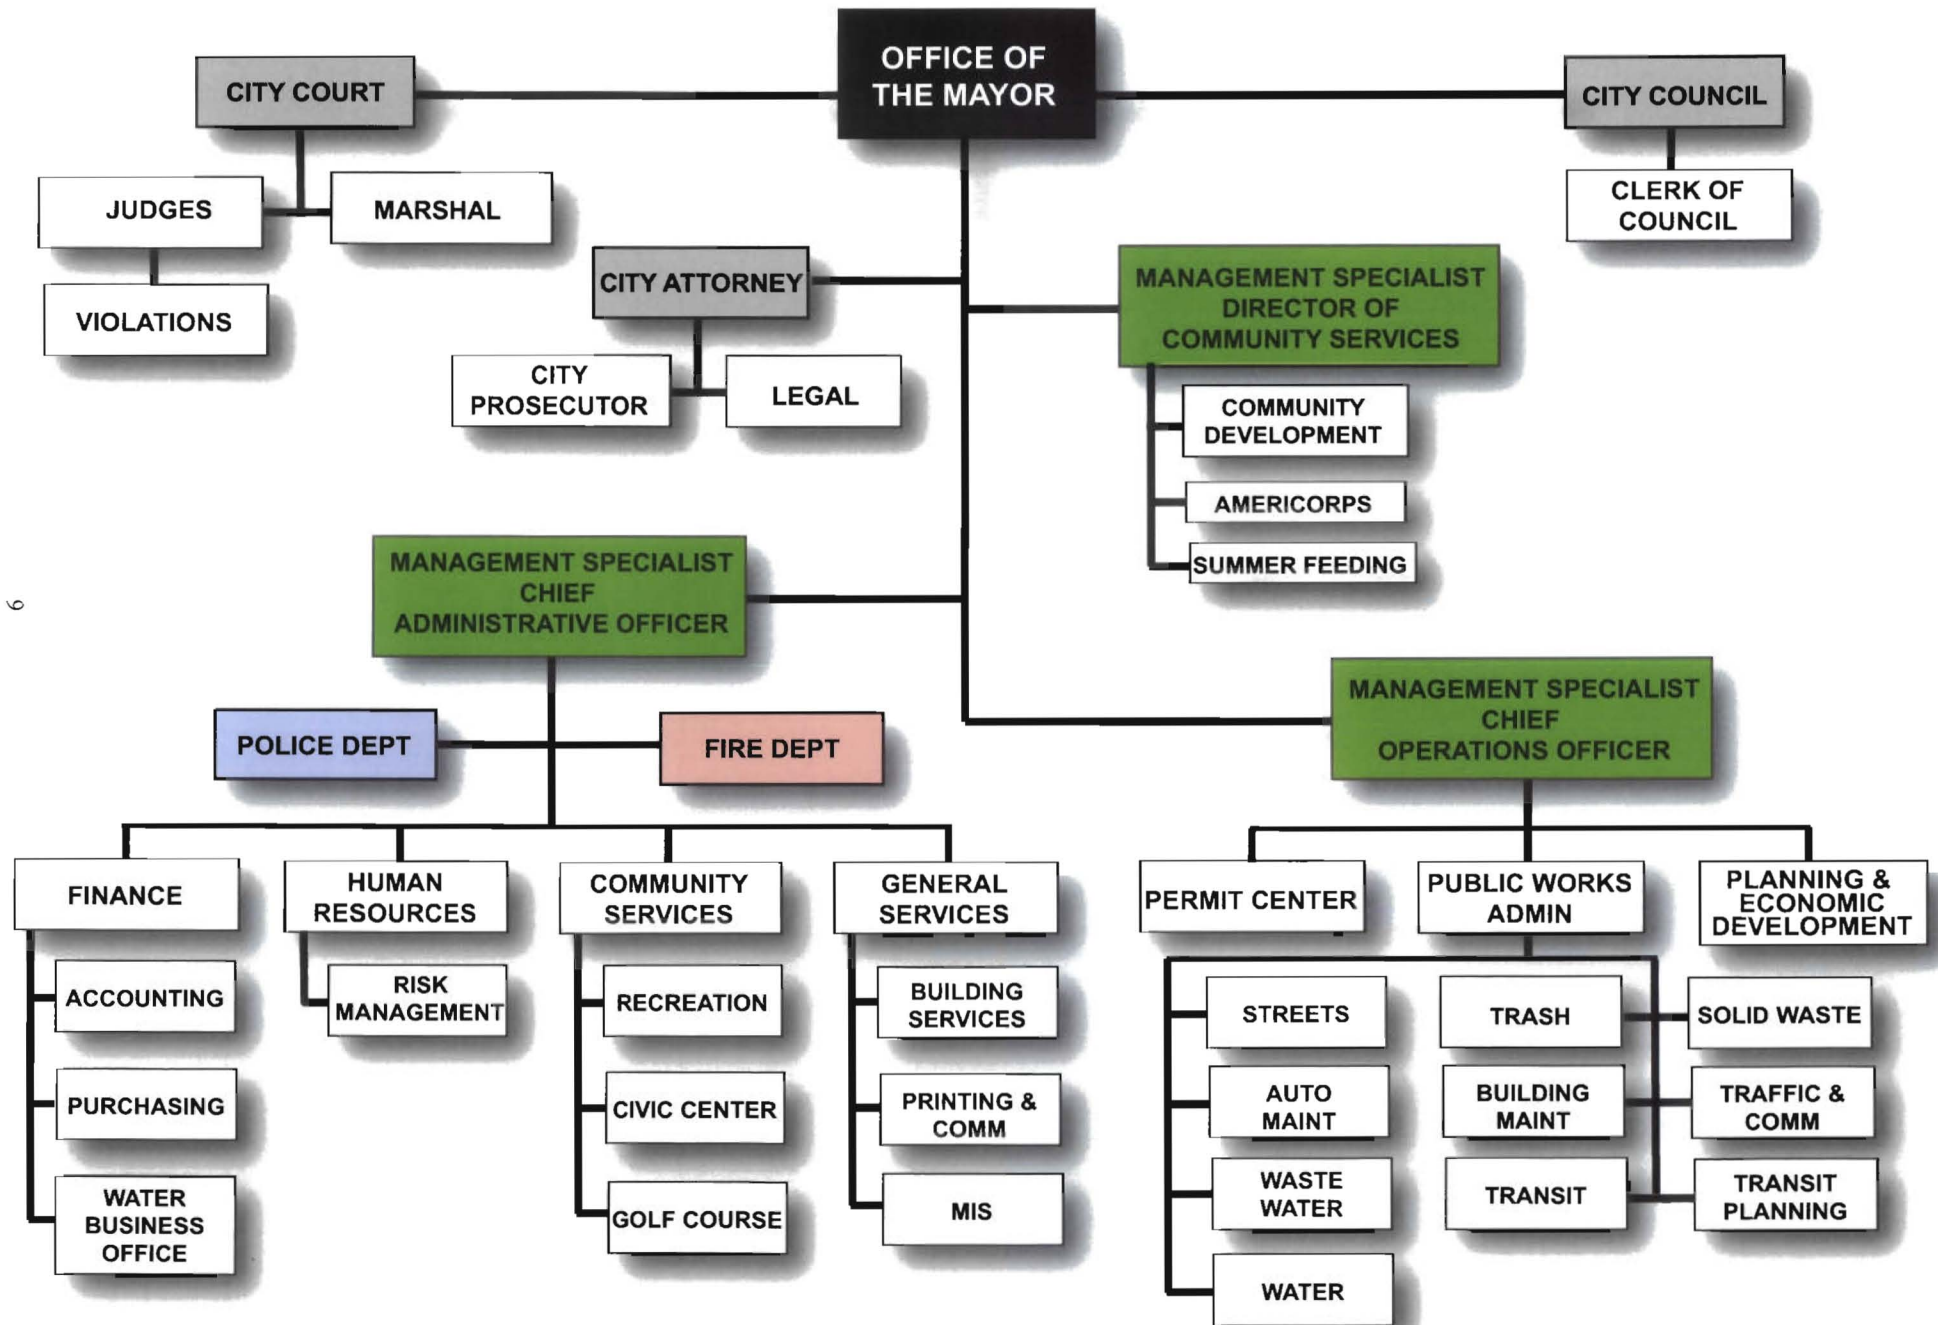 OFFICE OF
THE MAYOR
CITY COURT
CITY COUNCIL
JUDGES
MARSHAL
CLERK OF
COUNCIL
VIOLATIONS
CITY ATTORNEY
CITY
PROSECUTOR
LEGAL
MANAGEMENT SPECIALIST
DIRECTOR OF
COMMUNITY SERVICES
COMMUNITY
DEVELOPMENT
AMERICORPS
SUMMER FEEDING
MANAGEMENT SPECIALIST
CHIEF
ADMINISTRATIVE OFFICER
9
POLICE DEPT
FIRE DEPT
MANAGEMENT SPECIALIST
CHIEF
OPERATIONS OFFICER
FINANCE
HUMAN
RESOURCES
COMMUNITY
SERVICES
GENERAL
SERVICES
ACCOUNTING
PURCHASING
WATER
BUSINESS
OFFICE
RISK
MANAGEMENT
RECREATION
CIVIC CENTER
GOLF COURSE
BUILDING
SERVICES
PRINTING &
COMM
MIS
PERMIT CENTER
PUBLIC WORKS
ADMIN
PLANNING &
ECONOMIC
DEVELOPMENT
STREETS
AUTO
MAINT
WASTE
WATER
WATER
TRASH
BUILDING
MAINT
TRANSIT
SOLID WASTE
TRAFFIC &
COMM
TRANSIT
PLANNING